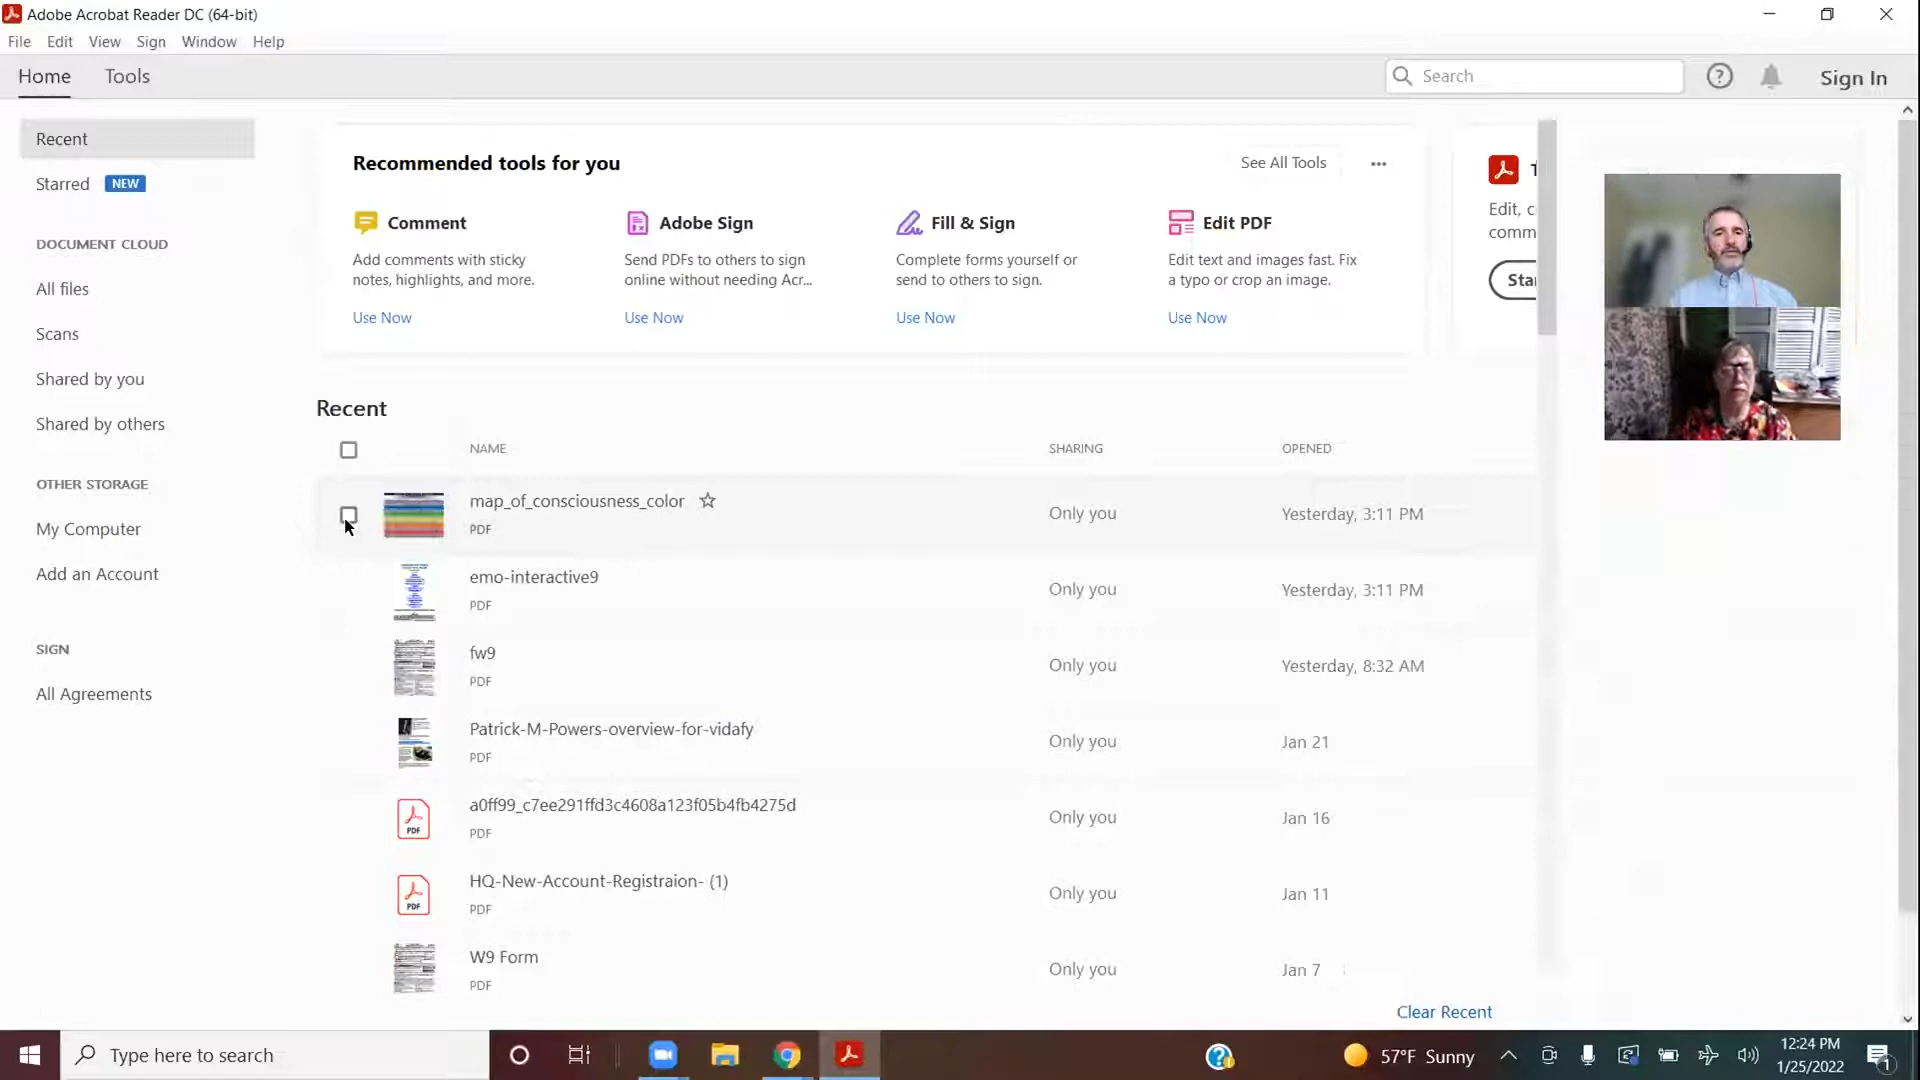 Adobe Acrobat Reader DC (64-bit)
File Edit View Sign Window Help
Home Tools
Search
Sign In
Recent
Starred NEW
DOCUMENT CLOUD
All files
Scans
Shared by you
Shared by others
OTHER STORAGE
My Computer
Add an Account
SIGN
All Agreements
Recommended tools for you
See All Tools
Comment
Add comments with sticky
notes, highlights, and more.
Use Now
Adobe Sign
Send PDFs to others to sign
online without needing Acr...
Use Now
Fill & Sign
Complete forms yourself or
send to others to sign.
Use Now
Edit PDF
Edit text and images fast. Fix
a typo or crop an image.
Use Now
Edit, c
comm
Sta
Recent
NAME SHARING OPENED
map_of_consciousness_color
PDF
Only you
Yesterday, 3:11 PM
emo-interactive9
PDF
Only you
Yesterday, 3:11 PM
fw9
PDF
Only you
Yesterday, 8:32 AM
Patrick-M-Powers-overview-for-vidafy
PDF
Only you
Jan 21
a0ff99_c7ee291ffd3c4608a123f05b4fb4275d
PDF
Only you
Jan 16
HQ-New-Account-Registraion- (1)
PDF
Only you
Jan 11
W9 Form
PDF
Only you
Jan 7
Clear Recent
Type here to search
57°F Sunny
12:24 PM
1/25/2022
1